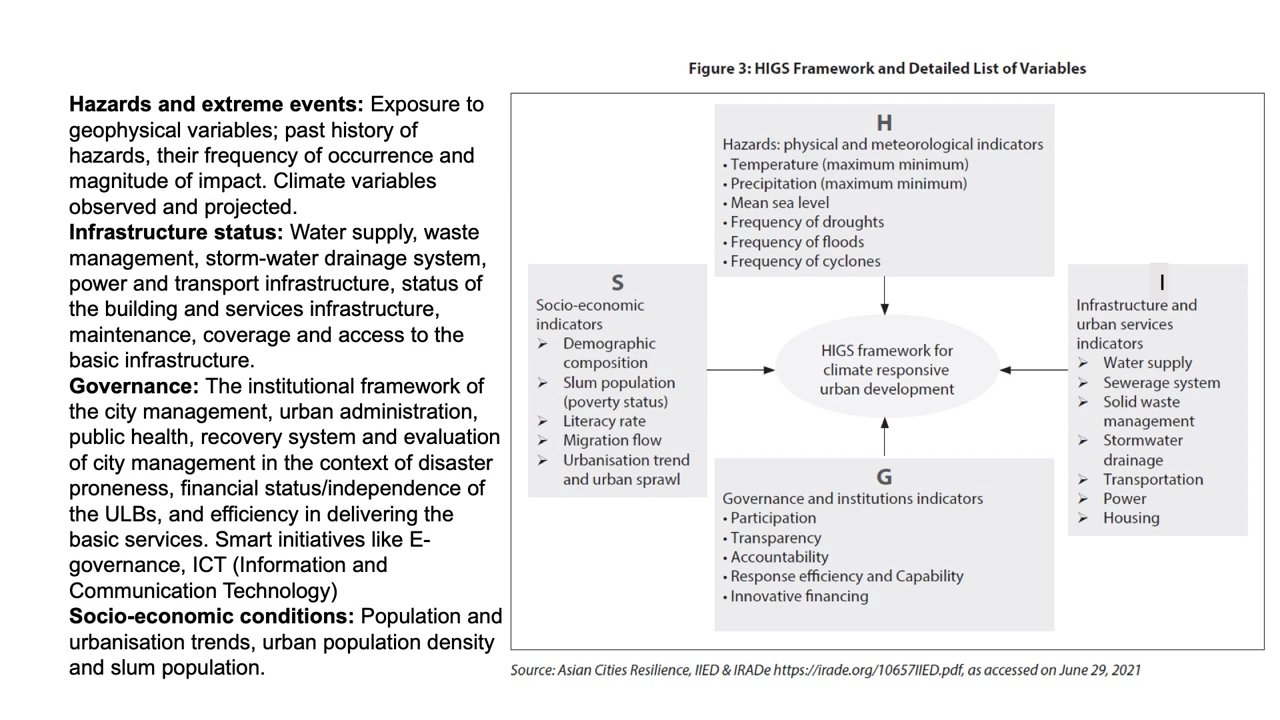 Hazards and extreme events: Exposure to
geophysical variables; past history of
hazards, their frequency of occurrence and
magnitude of impact. Climate variables
observed and projected.
Infrastructure status: Water supply, waste
management, storm-water drainage system,
power and transport infrastructure, status of
the building and services infrastructure,
maintenance, coverage and access to the
basic infrastructure.
Governance: The institutional framework of
the city management, urban administration,
public health, recovery system and evaluation
of city management in the context of disaster
proneness, financial status/independence of
the ULBs, and efficiency in delivering the
basic services. Smart initiatives like E-
governance, ICT (Information and
Communication Technology)
Socio-economic conditions: Population and
urbanisation trends, urban population density
and slum population.
Figure 3: HIGS Framework and Detailed List of Variables
H
Hazards: physical and meteorological indicators
• Temperature (maximum minimum)
• Precipitation (maximum minimum)
• Mean sea level
• Frequency of droughts
• Frequency of floods
• Frequency of cyclones
S
Socio-economic
indicators
➢ Demographic
composition
➢ Slum population
(poverty status)
➢ Literacy rate
➢ Migration flow
➢ Urbanisation trend
and urban sprawl
HIGS framework for
climate responsive
urban development
I
Infrastructure and
urban services
indicators
➢ Water supply
➢ Sewerage system
➢ Solid waste
management
➢ Stormwater
drainage
➢ Transportation
➢ Power
➢ Housing
G
Governance and institutions indicators
• Participation
• Transparency
• Accountability
• Response efficiency and Capability
• Innovative financing
Source: Asian Cities Resilience, IIED & IRADe https://irade.org/10657IIED.pdf, as accessed on June 29, 2021